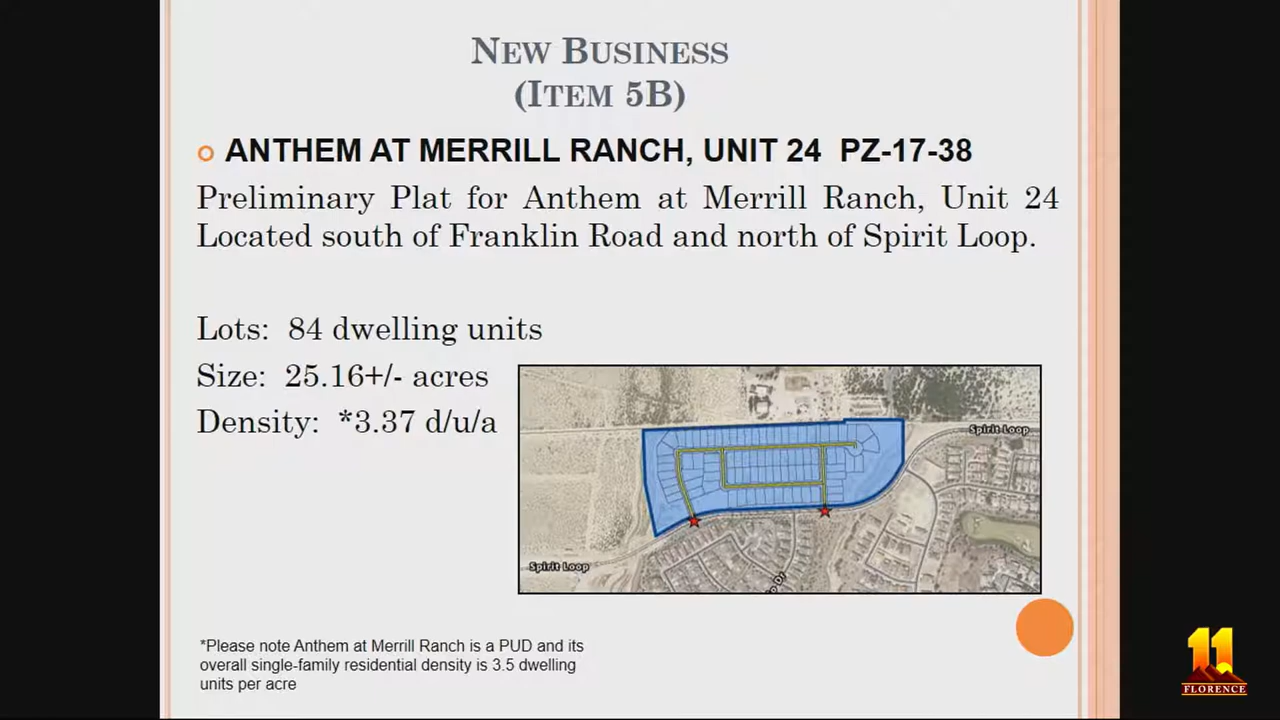 NEW BUSINESS
(ITEM 5B)
ANTHEM AT MERRILL RANCH, UNIT 24 PZ-17-38
Preliminary Plat for Anthem at Merrill Ranch, Unit 24
Located south of Franklin Road and north of Spirit Loop.
Lots: 84 dwelling units
Size: 25.16+/- acres
Density: *3.37 d/u/a
Spirit Loop
Spirit Loop
*Please note Anthem at Merrill Ranch is a PUD and its
overall single-family residential density is 3.5 dwelling
units per acre
11
FLORENCE